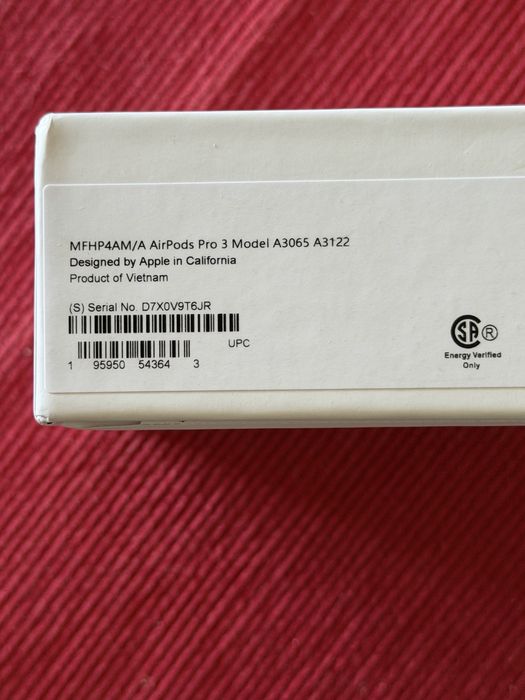 MFHP4AM/A AirPods Pro 3 Model A3065 A3122
Designed by Apple in California
Product of Vietnam
(S) Serial No. D7X0V9T6JR
UPC
1 95950 54364 3
SA ®
Energy Verified
Only